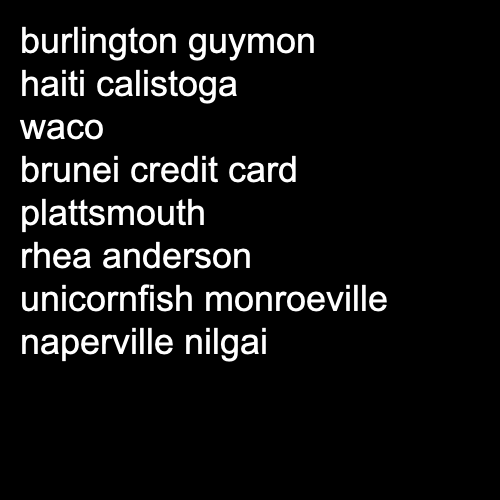 burlington guymon
haiti calistoga
waco
brunei credit card
plattsmouth
rhea anderson
unicornfish monroeville
naperville nilgai